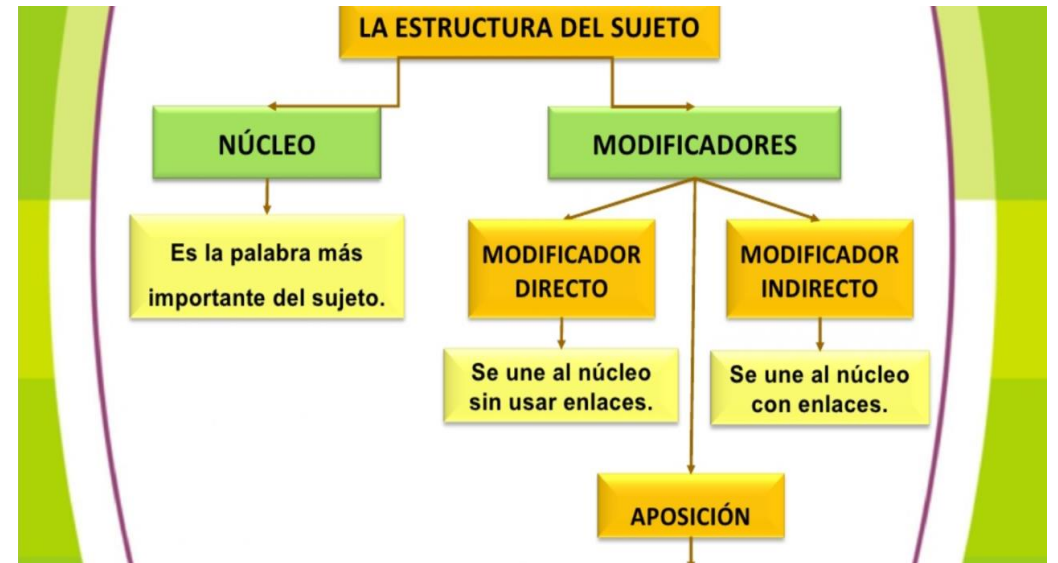 LA ESTRUCTURA DEL SUJETO
NÚCLEO
MODIFICADORES
Es la palabra más
importante del sujeto.
MODIFICADOR
DIRECTO
MODIFICADOR
INDIRECTO
Se une al núcleo
sin usar enlaces.
Se une al núcleo
con enlaces.
APOSICIÓN